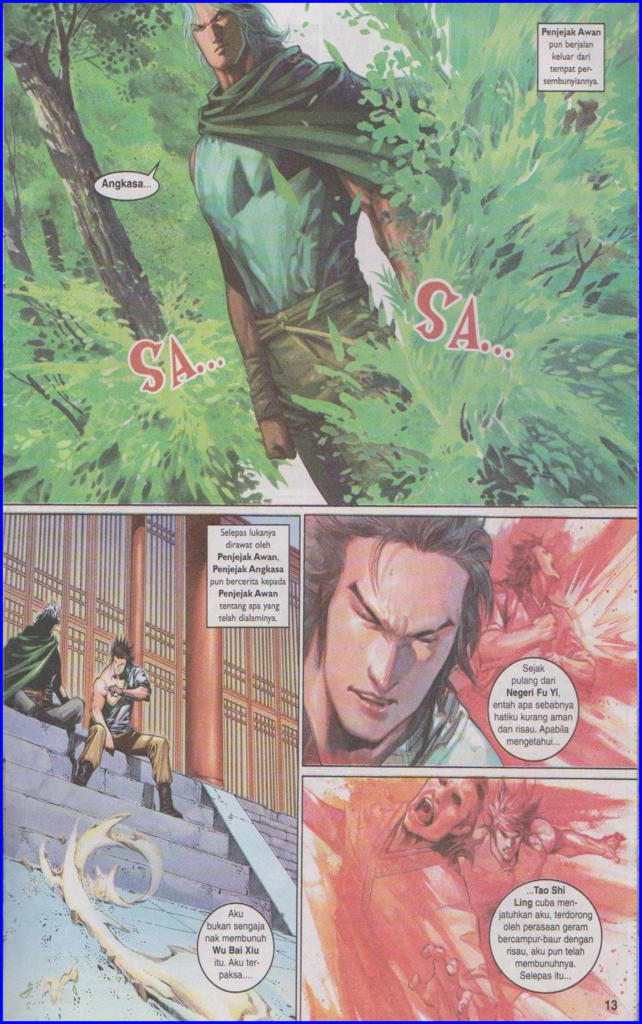 Penjejak Awan
pun berjalan
keluar dari
tempat per-
sembunyiannya.
Angkasa...
SA...
SA...
Selepas lukanya
dirawat oleh
Penjejak Awan,
Penjejak Angkasa
pun bercerita kepada
Penjejak Awan
tentang apa yang
telah dialaminya.
Aku
bukan sengaja
nak membunuh
Wu Bai Xiu
itu. Aku ter-
paksa....
Sejak
pulang dari
Negeri Fu Yi,
entah apa sebabnya
hatiku kurang aman
dan risau. Apabila
mengetahui...
...Tao Shi
Ling cuba men-
jatuhkan aku, terdorong
oleh perasaan geram
bercampur-baur dengan
risau, aku pun telah
membunuhnya.
Selepas itu...
13